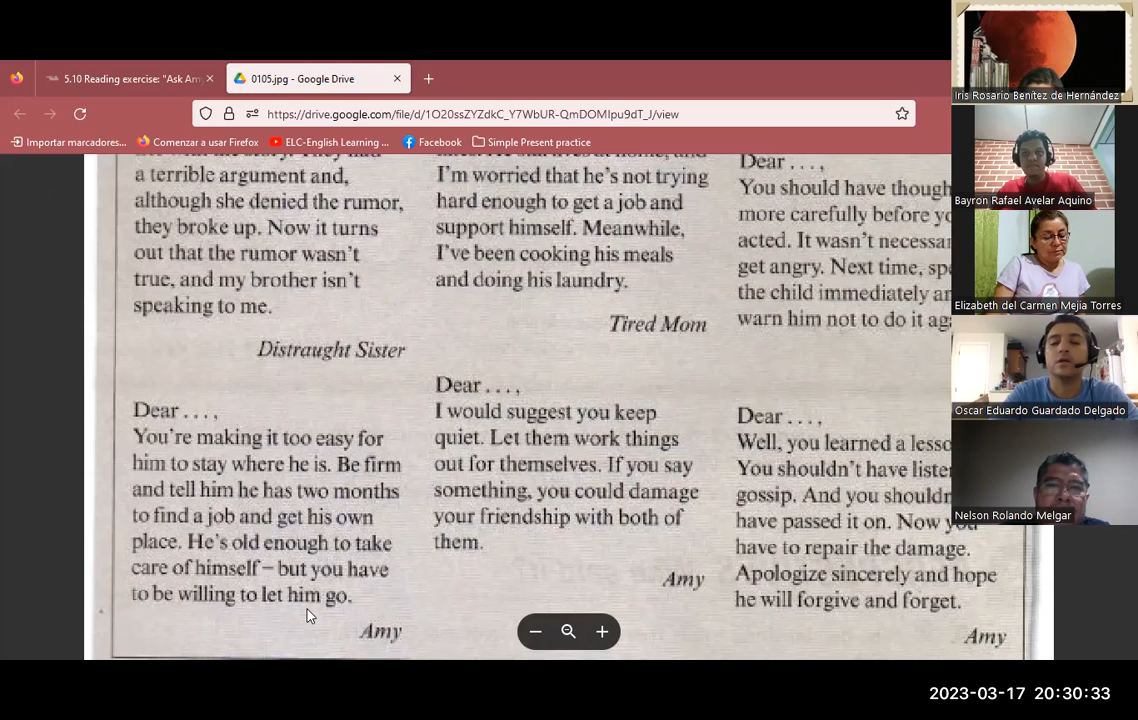 5.10 Reading exercise: "Ask Am
0105.jpg - Google Drive
https://drive.google.com/file/d/1O20ssZYZdkC_Y7WbUR-QmDOMIpu9dT_J/view
Importar marcadores...
Comenzar a usar Firefox
ELC-English Learning ...
Facebook
Simple Present practice
a terrible argument and,
although she denied the rumor,
they broke up. Now it turns
out that the rumor wasn't
true, and my brother isn't
speaking to me.
Distraught Sister
I'm worried that he's not trying
hard enough to get a job and
support himself. Meanwhile,
I've been cooking his meals
and doing his laundry.
Tired Mom
Dear . . . ,
You should have though
more carefully before yo
acted. It wasn't necessar
get angry. Next time, spe
the child immediately an
warn him not to do it aga
Dear . . . ,
You're making it too easy for
him to stay where he is. Be firm
and tell him he has two months
to find a job and get his own
place. He's old enough to take
care of himself – but you have
to be willing to let him go.
Amy
Dear . . . ,
I would suggest you keep
quiet. Let them work things
out for themselves. If you say
something, you could damage
your friendship with both of
them.
Amy
Dear . . . ,
Well, you learned a lesso
You shouldn't have listen
gossip. And you shouldn
have passed it on. Now you
have to repair the damage.
Apologize sincerely and hope
he will forgive and forget.
Amy
Iris Rosario Benítez de Hernández
Bayron Rafael Avelar Aquino
Elizabeth del Carmen Mejia Torres
Oscar Eduardo Guardado Delgado
Nelson Rolando Melgar
2023-03-17 20:30:33